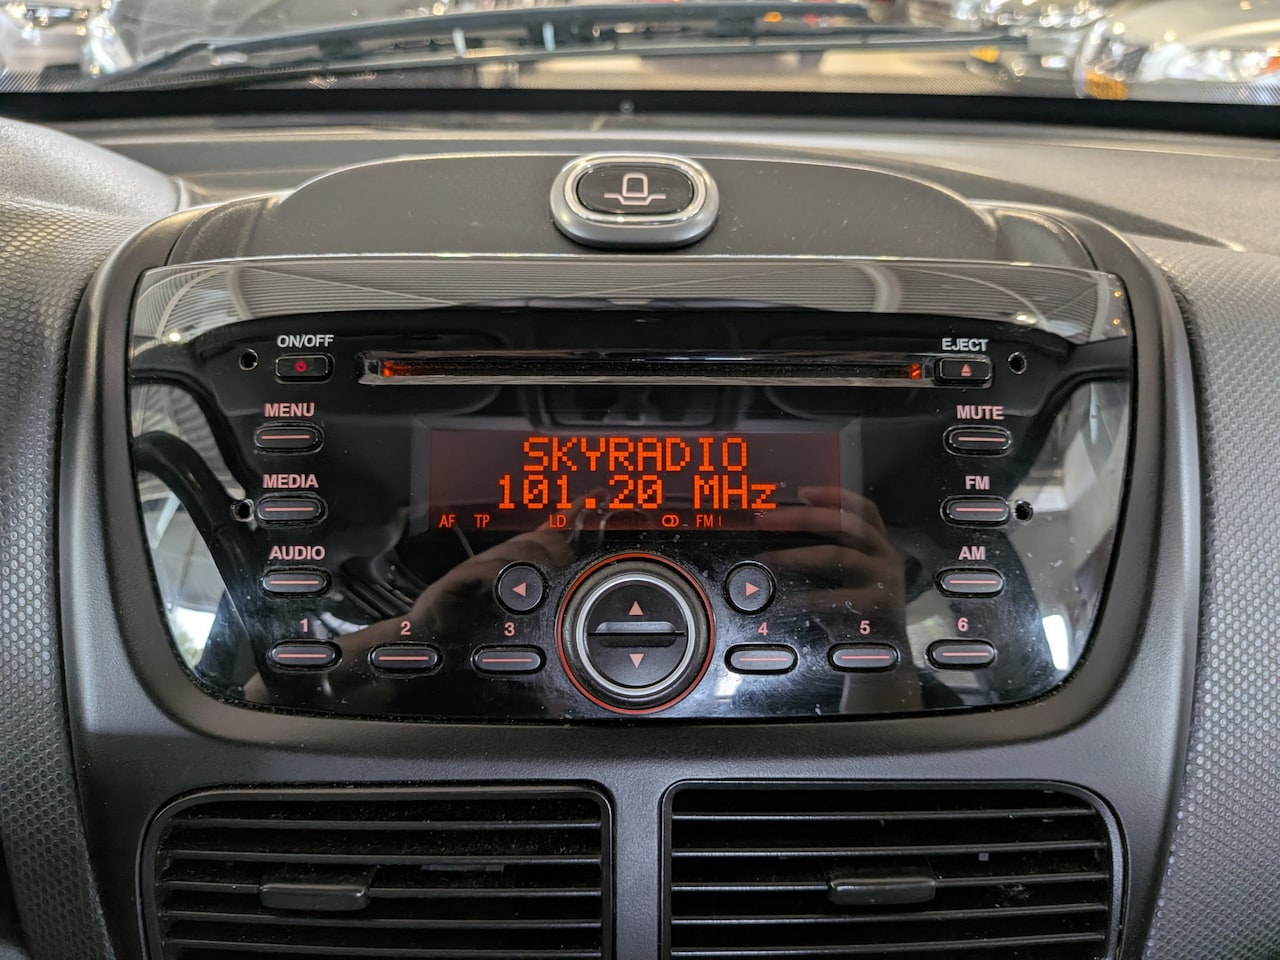 ON/OFF
EJECT
MENU
MUTE
SKYRADIO
101.20 MHz
MEDIA
FM
AF TP LD FM1
AUDIO
AM
1 2 3 4 5 6